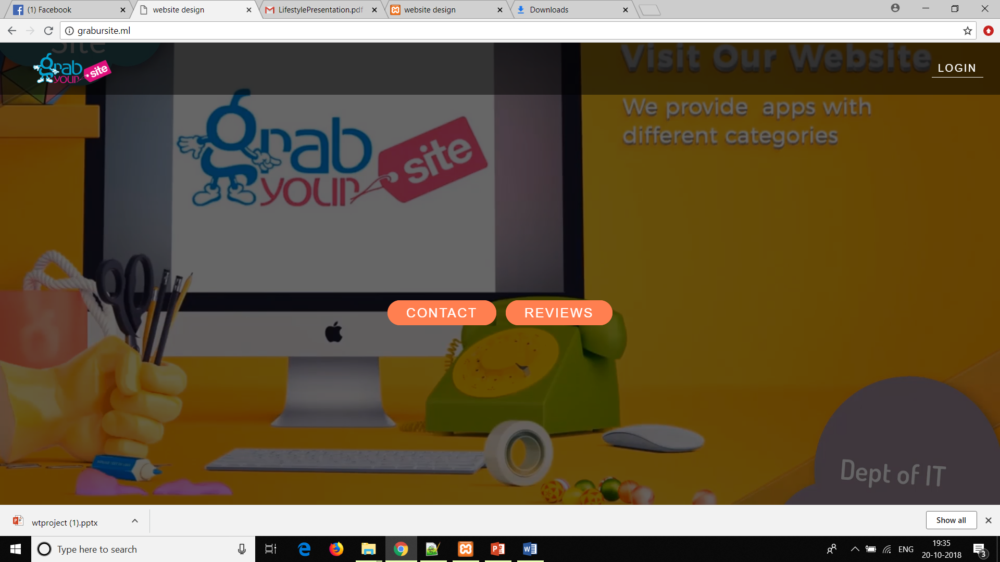 (1) Facebook
website design
LifestylePresentation.pdf
website design
Downloads
grabursite.ml
Site
grab
your site
Visit Our Website
LOGIN
We provide apps with
different categories
grab
your site
CONTACT
REVIEWS
Dept of IT
wtproject (1).pptx
Show all
Type here to search
ENG
19:35
20-10-2018
3